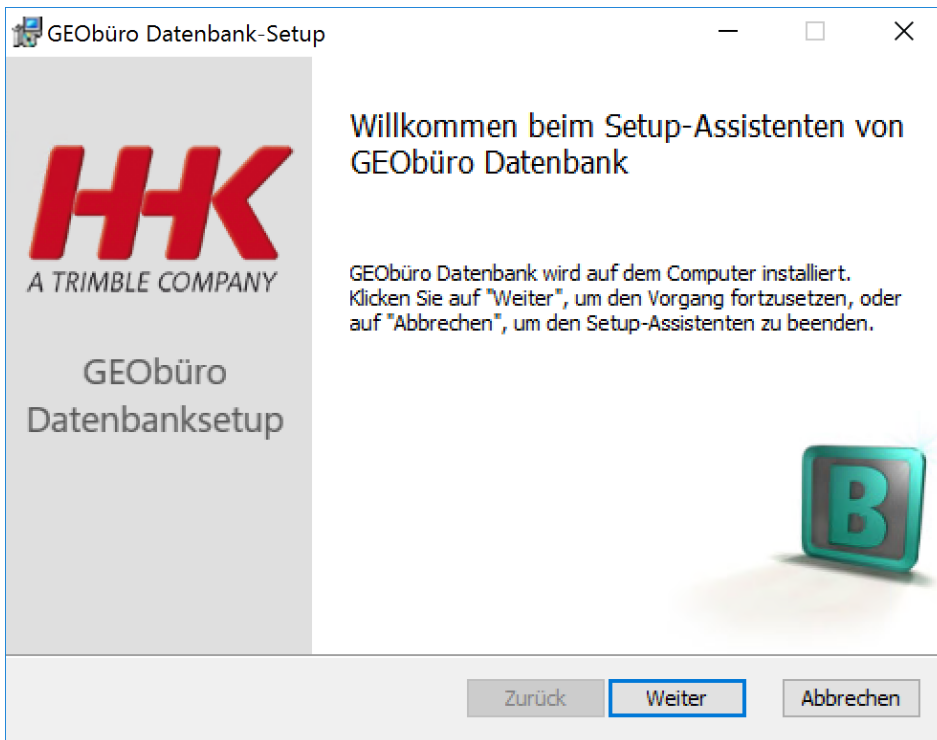 GEObüro Datenbank-Setup
HHK
A TRIMBLE COMPANY
GEObüro
Datenbanksetup
Willkommen beim Setup-Assistenten von
GEObüro Datenbank
GEObüro Datenbank wird auf dem Computer installiert.
Klicken Sie auf "Weiter", um den Vorgang fortzusetzen, oder
auf "Abbrechen", um den Setup-Assistenten zu beenden.
B
Zurück Weiter Abbrechen